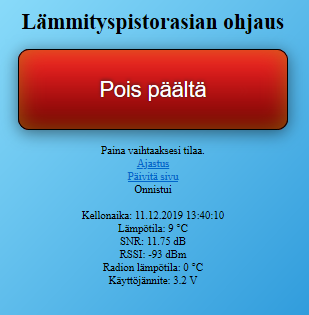 Lämmityspistorasian ohjaus
Pois päältä
Paina vaihtaaksesi tilaa.
Ajastus
Päivitä sivu
Onnistui
Kellonaika: 11.12.2019 13:40:10
Lämpötila: 9 °C
SNR: 11.75 dB
RSSI: -93 dBm
Radion lämpötila: 0 °C
Käyttöjännite: 3.2 V